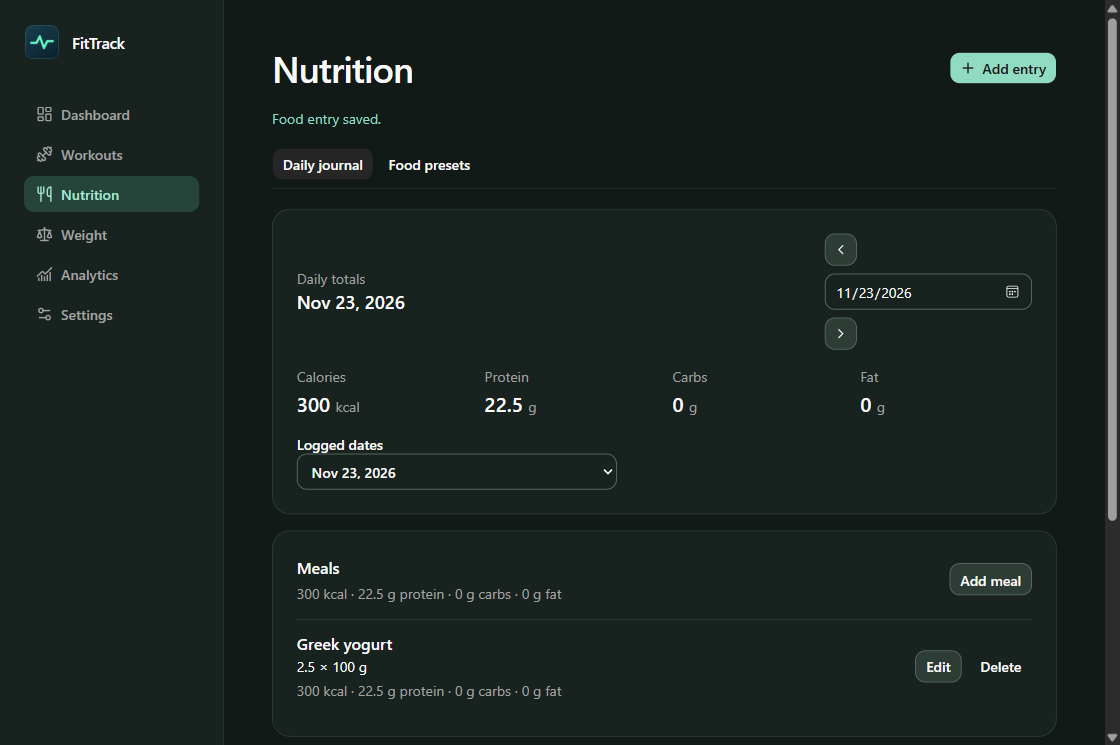 FitTrack
Dashboard
Workouts
Nutrition
Weight
Analytics
Settings
Nutrition
+ Add entry
Food entry saved.
Daily journal Food presets
Daily totals
Nov 23, 2026
11/23/2026
Calories Protein Carbs Fat
300 kcal 22.5 g 0 g 0 g
Logged dates
Nov 23, 2026
Meals
300 kcal · 22.5 g protein · 0 g carbs · 0 g fat
Add meal
Greek yogurt
2.5 × 100 g
300 kcal · 22.5 g protein · 0 g carbs · 0 g fat
Edit Delete